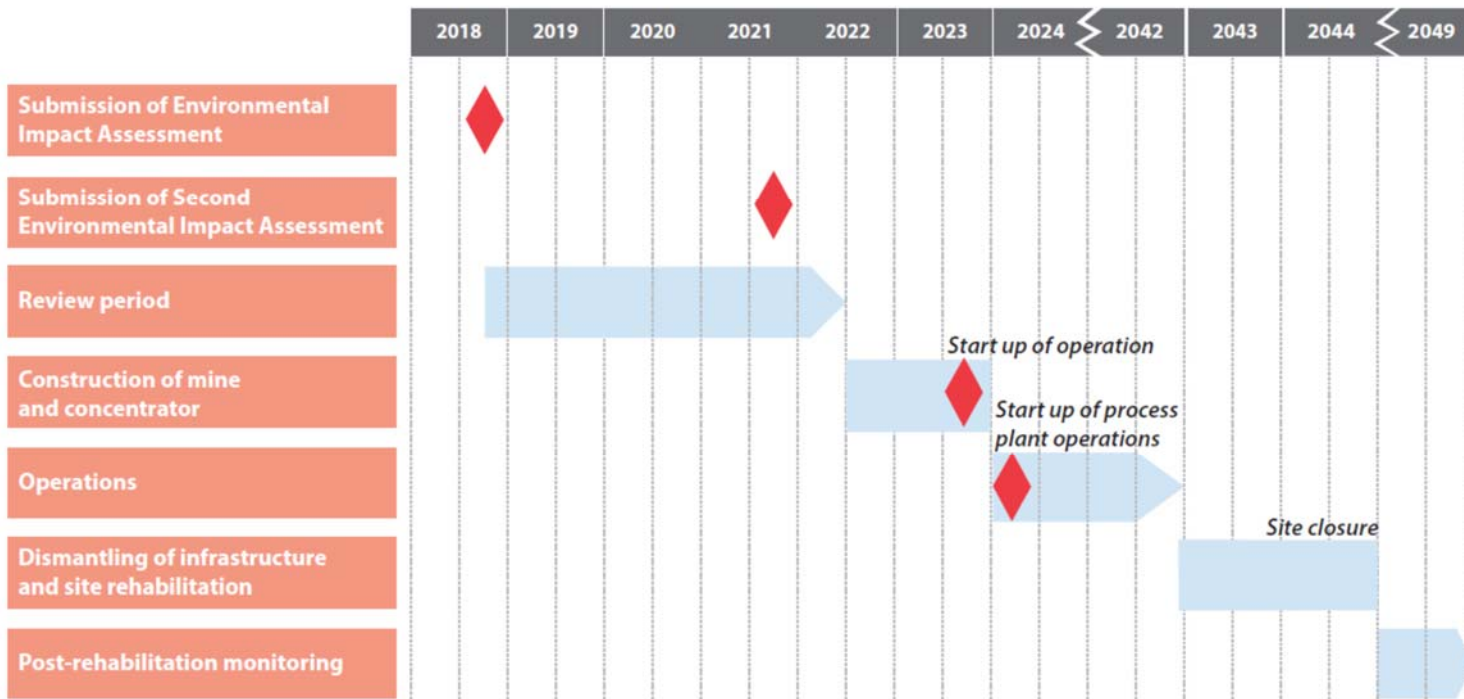 2018 2019 2020 2021 2022 2023 2024 2042 2043 2044 2049
Submission of Environmental
Impact Assessment
Submission of Second
Environmental Impact Assessment
Review period
Start up of operation
Construction of mine
and concentrator
Start up of process
plant operations
Operations
Site closure
Dismantling of infrastructure
and site rehabilitation
Post-rehabilitation monitoring